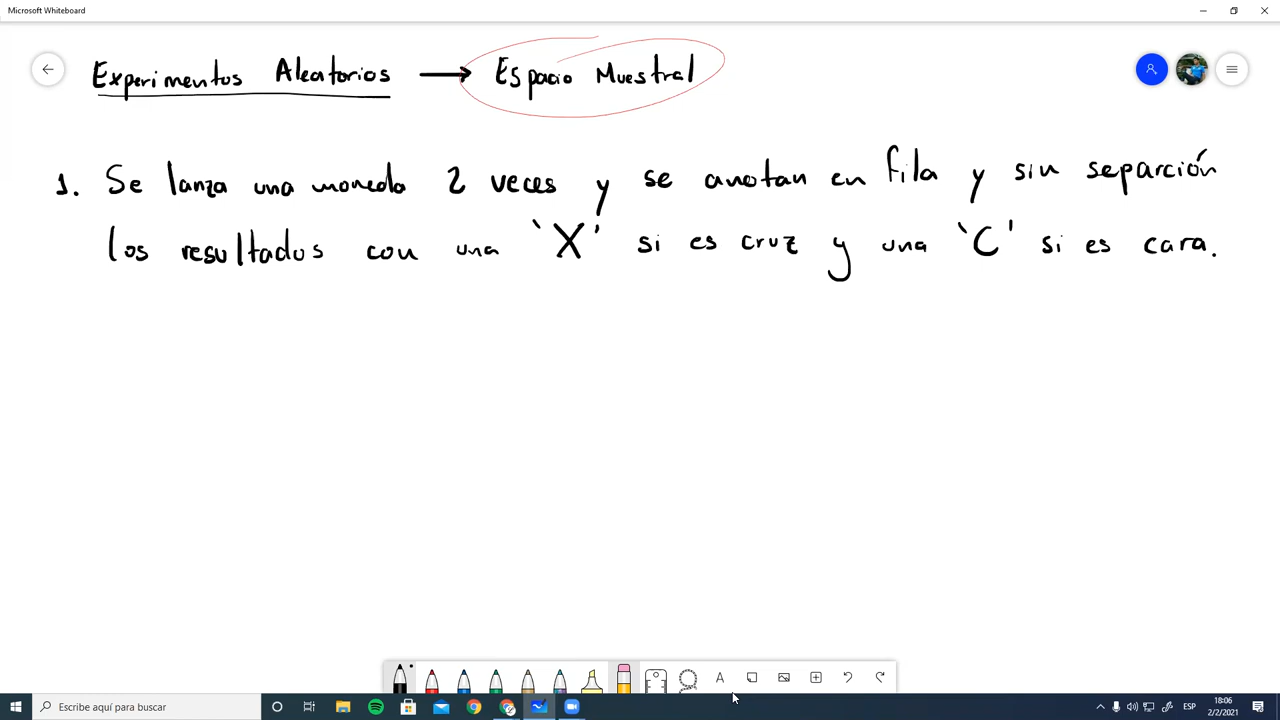 Microsoft Whiteboard
Experimentos Aleatorios → Espacio Muestral
1. Se lanza una moneda 2 veces y se anotan en fila y sin separción
los resultados con una 'X' si es cruz y una 'C' si es cara.
A
Escribe aquí para buscar
ESP
18:06
2/2/2021